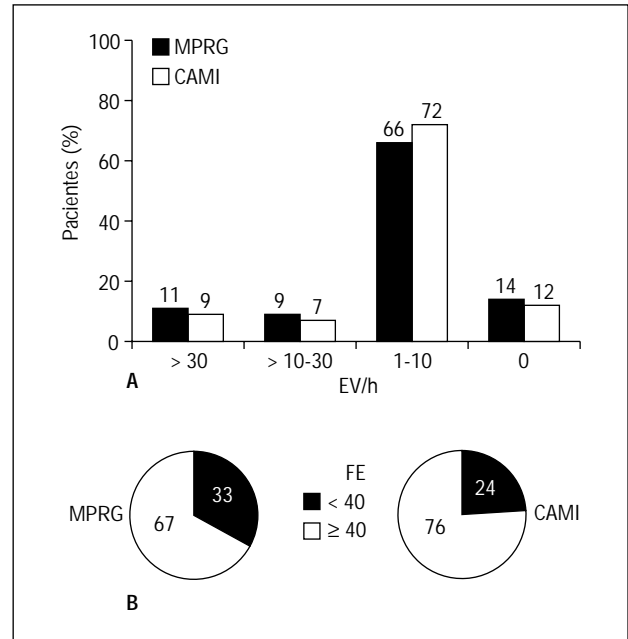 100
80
60
40
20
0
Pacientes (%)
MPRG
CAMI
11
9
9
7
66
72
14
12
> 30
> 10-30
1-10
0
EV/h
A
MPRG
67
33
FE
< 40
≥ 40
24
76
CAMI
B